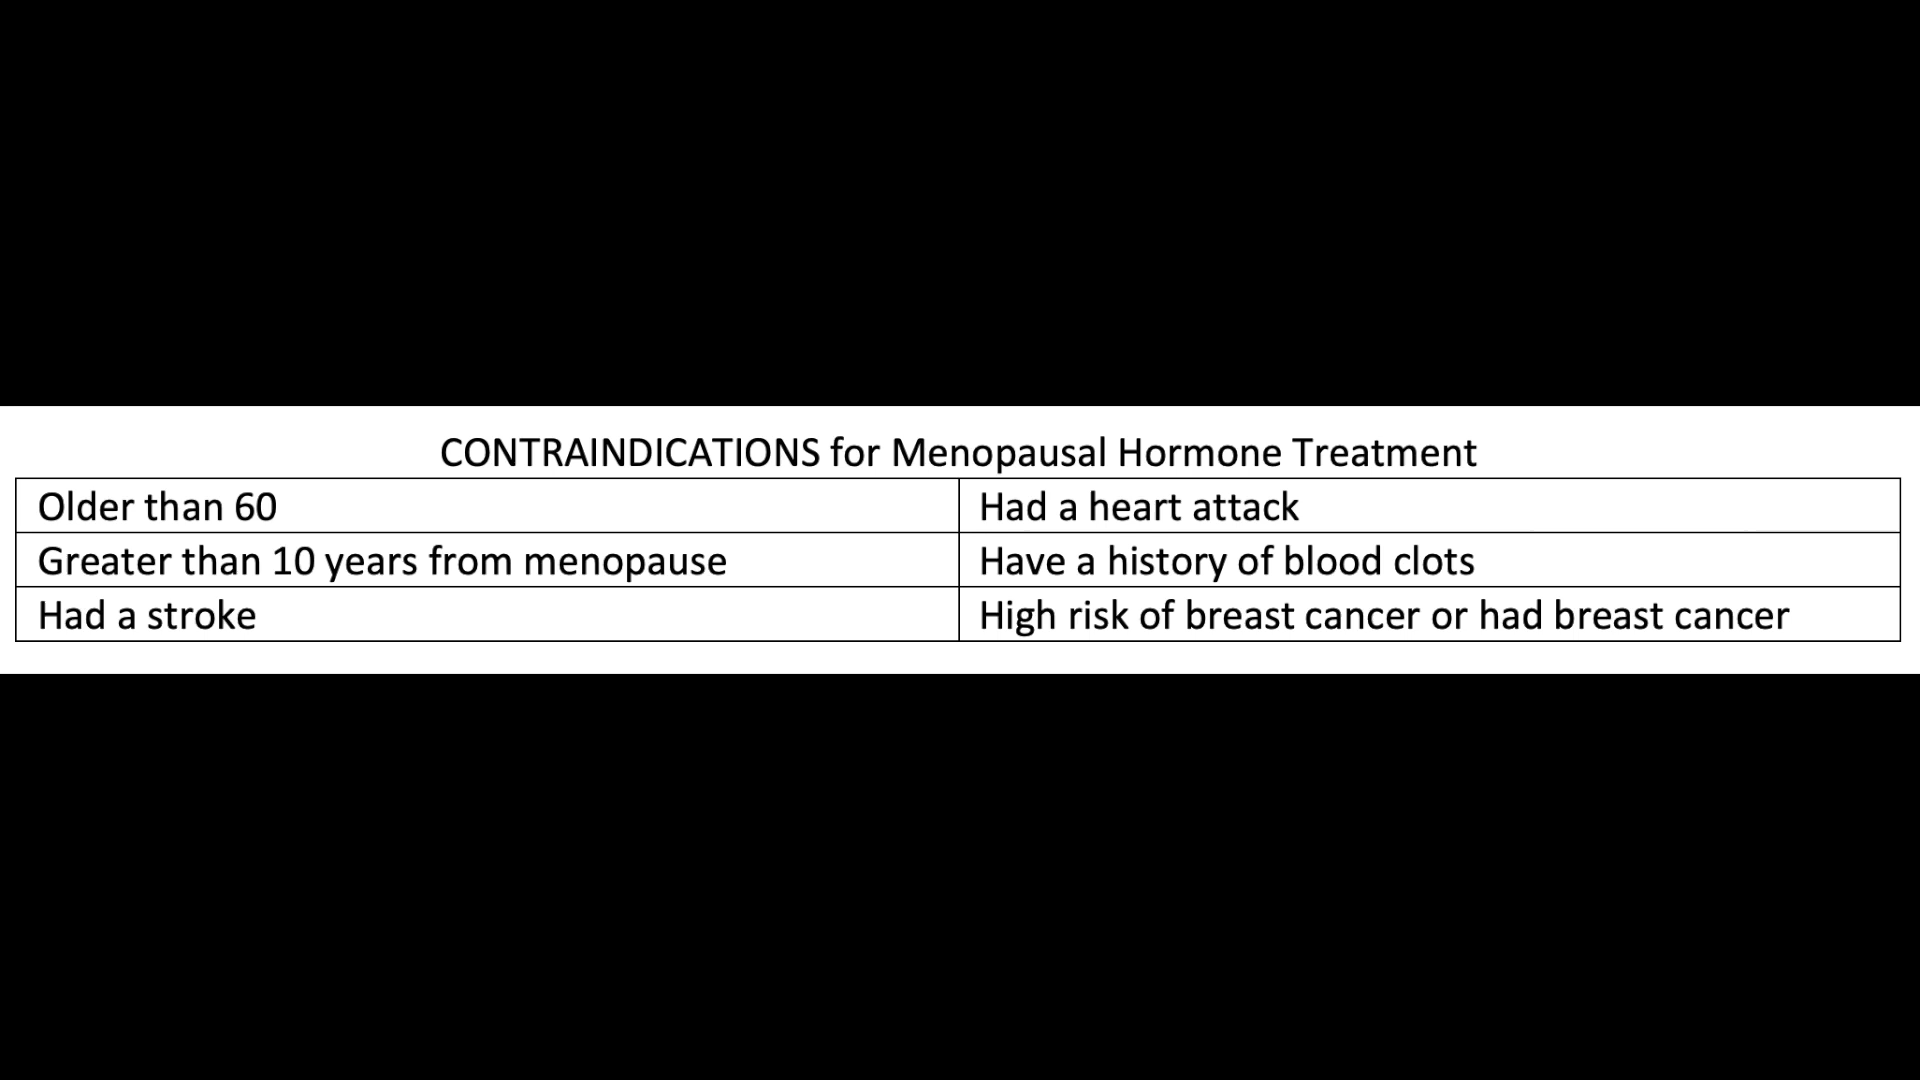 CONTRAINDICATIONS for Menopausal Hormone Treatment
Older than 60
Had a heart attack
Greater than 10 years from menopause
Have a history of blood clots
Had a stroke
High risk of breast cancer or had breast cancer